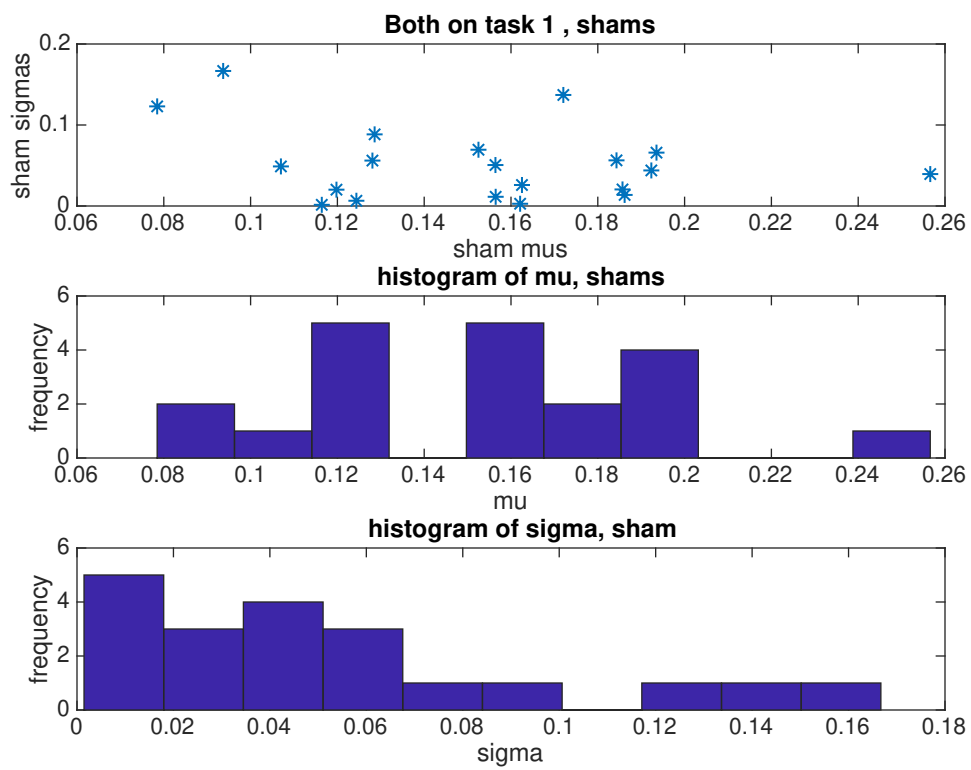 Both on task 1 , shams
sham sigmas
0.2
0.1
0
0.06 0.08 0.1 0.12 0.14 0.16 0.18 0.2 0.22 0.24 0.26
sham mus
histogram of mu, shams
frequency
6
4
2
0
0.06 0.08 0.1 0.12 0.14 0.16 0.18 0.2 0.22 0.24 0.26
mu
histogram of sigma, sham
frequency
6
4
2
0
0 0.02 0.04 0.06 0.08 0.1 0.12 0.14 0.16 0.18
sigma